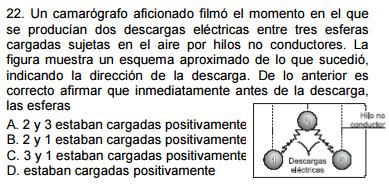 22. Un camarógrafo aficionado filmó el momento en el que
se producían dos descargas eléctricas entre tres esferas
cargadas sujetas en el aire por hilos no conductores. La
figura muestra un esquema aproximado de lo que sucedió,
indicando la dirección de la descarga. De lo anterior es
correcto afirmar que inmediatamente antes de la descarga,
las esferas
A. 2 y 3 estaban cargadas positivamente
B. 2 y 1 estaban cargadas positivamente
C. 3 y 1 estaban cargadas positivamente
D. estaban cargadas positivamente
Hilo no
conductor
1
Descargas
eléctricas